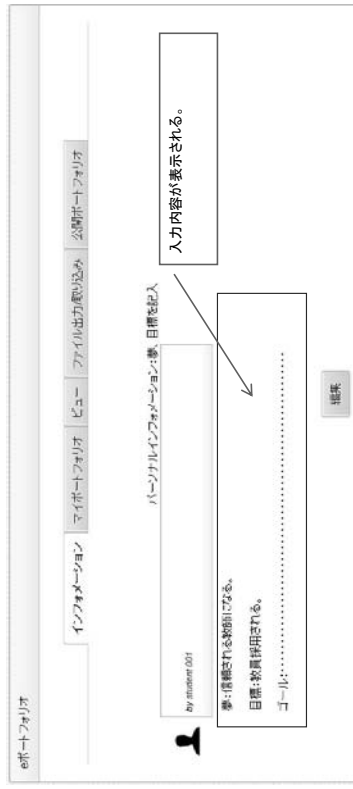 eポートフォリオ
インフォメーション マイポートフォリオ ビュー ファイル出力/取り込み 公開ポートフォリオ
パーソナルインフォメーション:夢、目標を記入
by student 001
入力内容が表示される。
夢:信頼される教師になる。
目標:教員採用される。
ゴール:‥‥‥‥‥‥‥‥‥‥‥‥‥‥‥‥‥‥‥‥
編集